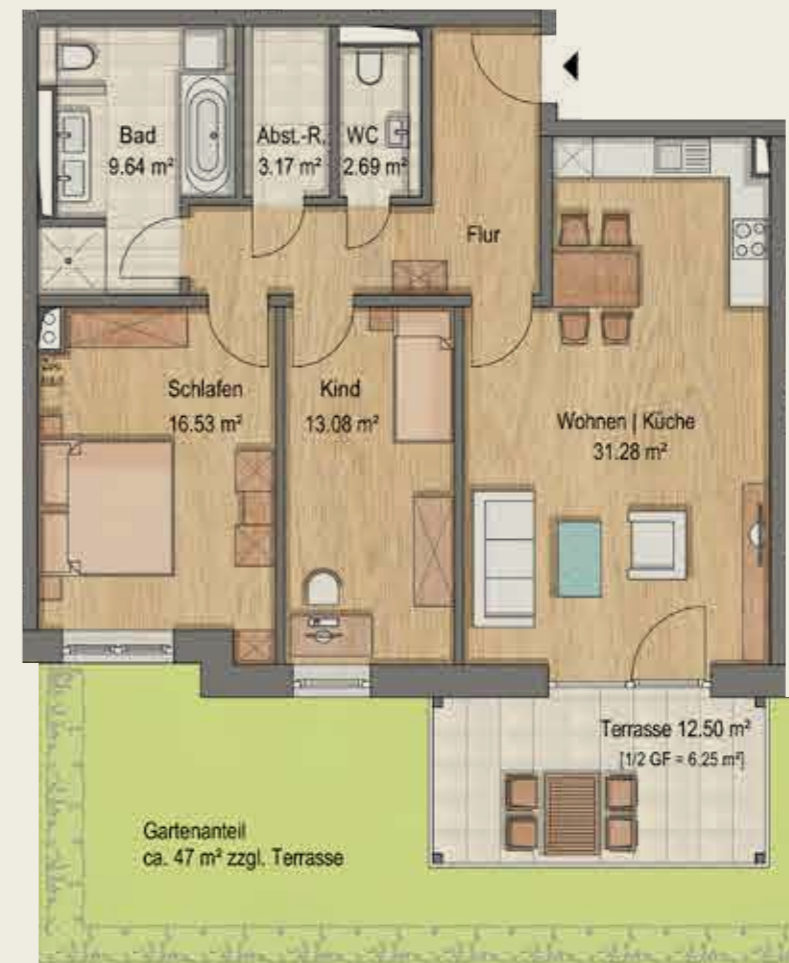 Bad
9.64 m²
Abst.-R.
3.17 m²
WC
2.69 m²
Flur
Schlafen
16.53 m²
Kind
13.08 m²
Wohnen | Küche
31.28 m²
Terrasse 12.50 m²
[1/2 GF = 6.25 m²]
Gartenanteil
ca. 47 m² zzgl. Terrasse